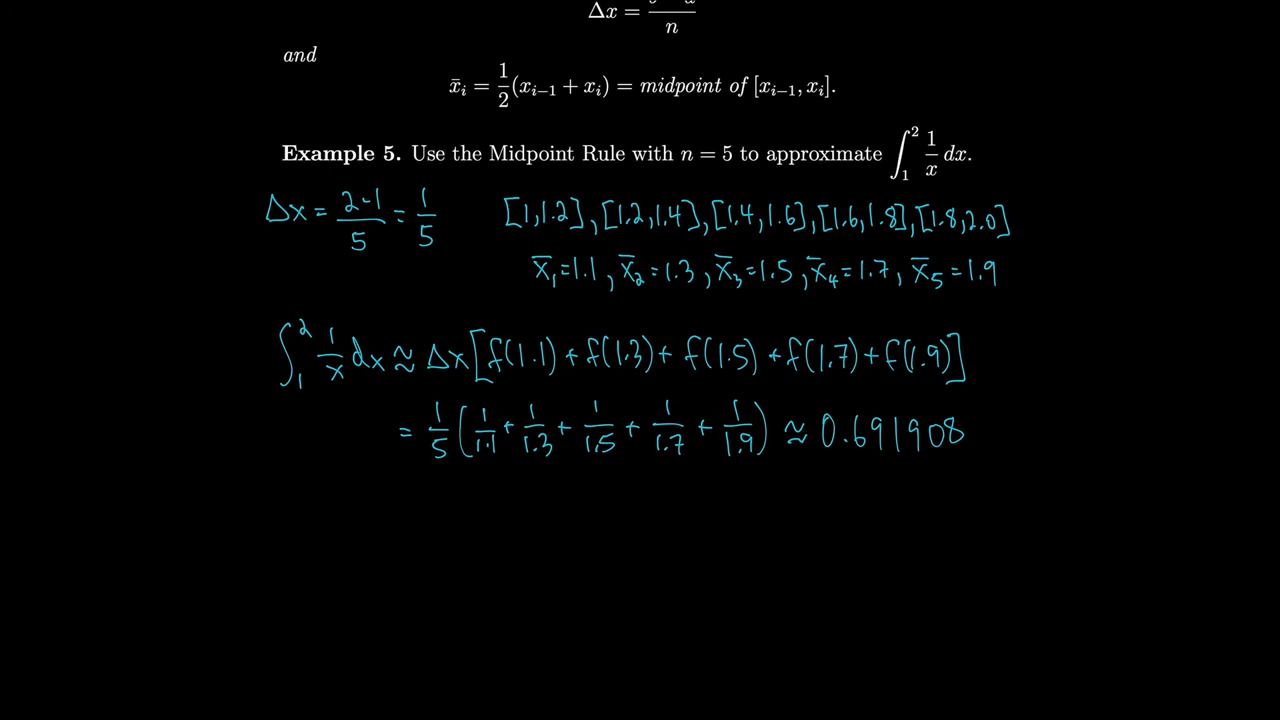 Δx = b − a / n
and
x̄ᵢ = 1/2 (xᵢ₋₁ + xᵢ) = midpoint of [xᵢ₋₁, xᵢ].
Example 5. Use the Midpoint Rule with n = 5 to approximate ∫₁² 1/x dx.
Δx = 2-1/5 = 1/5 [1,1.2], [1.2,1.4], [1.4,1.6], [1.6,1.8], [1.8,2.0]
x̄₁=1.1, x̄₂=1.3, x̄₃=1.5, x̄₄=1.7, x̄₅=1.9
∫₁² 1/x dx ≈ Δx [f(1.1) + f(1.3) + f(1.5) + f(1.7) + f(1.9)]
= 1/5 (1/1.1 + 1/1.3 + 1/1.5 + 1/1.7 + 1/1.9) ≈ 0.691908